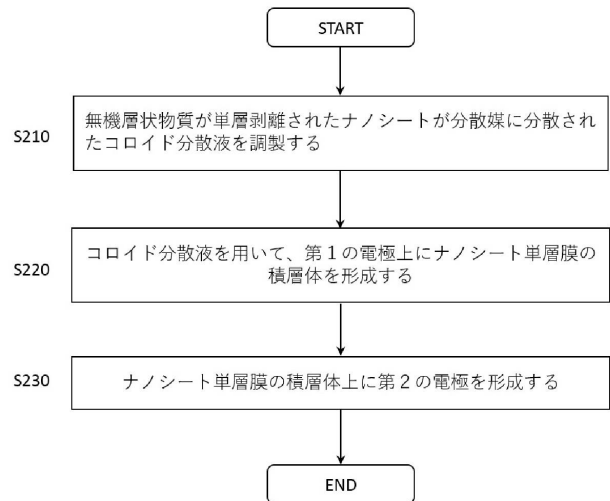 START
S210
無機層状物質が単層剥離されたナノシートが分散媒に分散され
たコロイド分散液を調製する
S220
コロイド分散液を用いて、第１の電極上にナノシート単層膜の
積層体を形成する
S230
ナノシート単層膜の積層体上に第２の電極を形成する
END